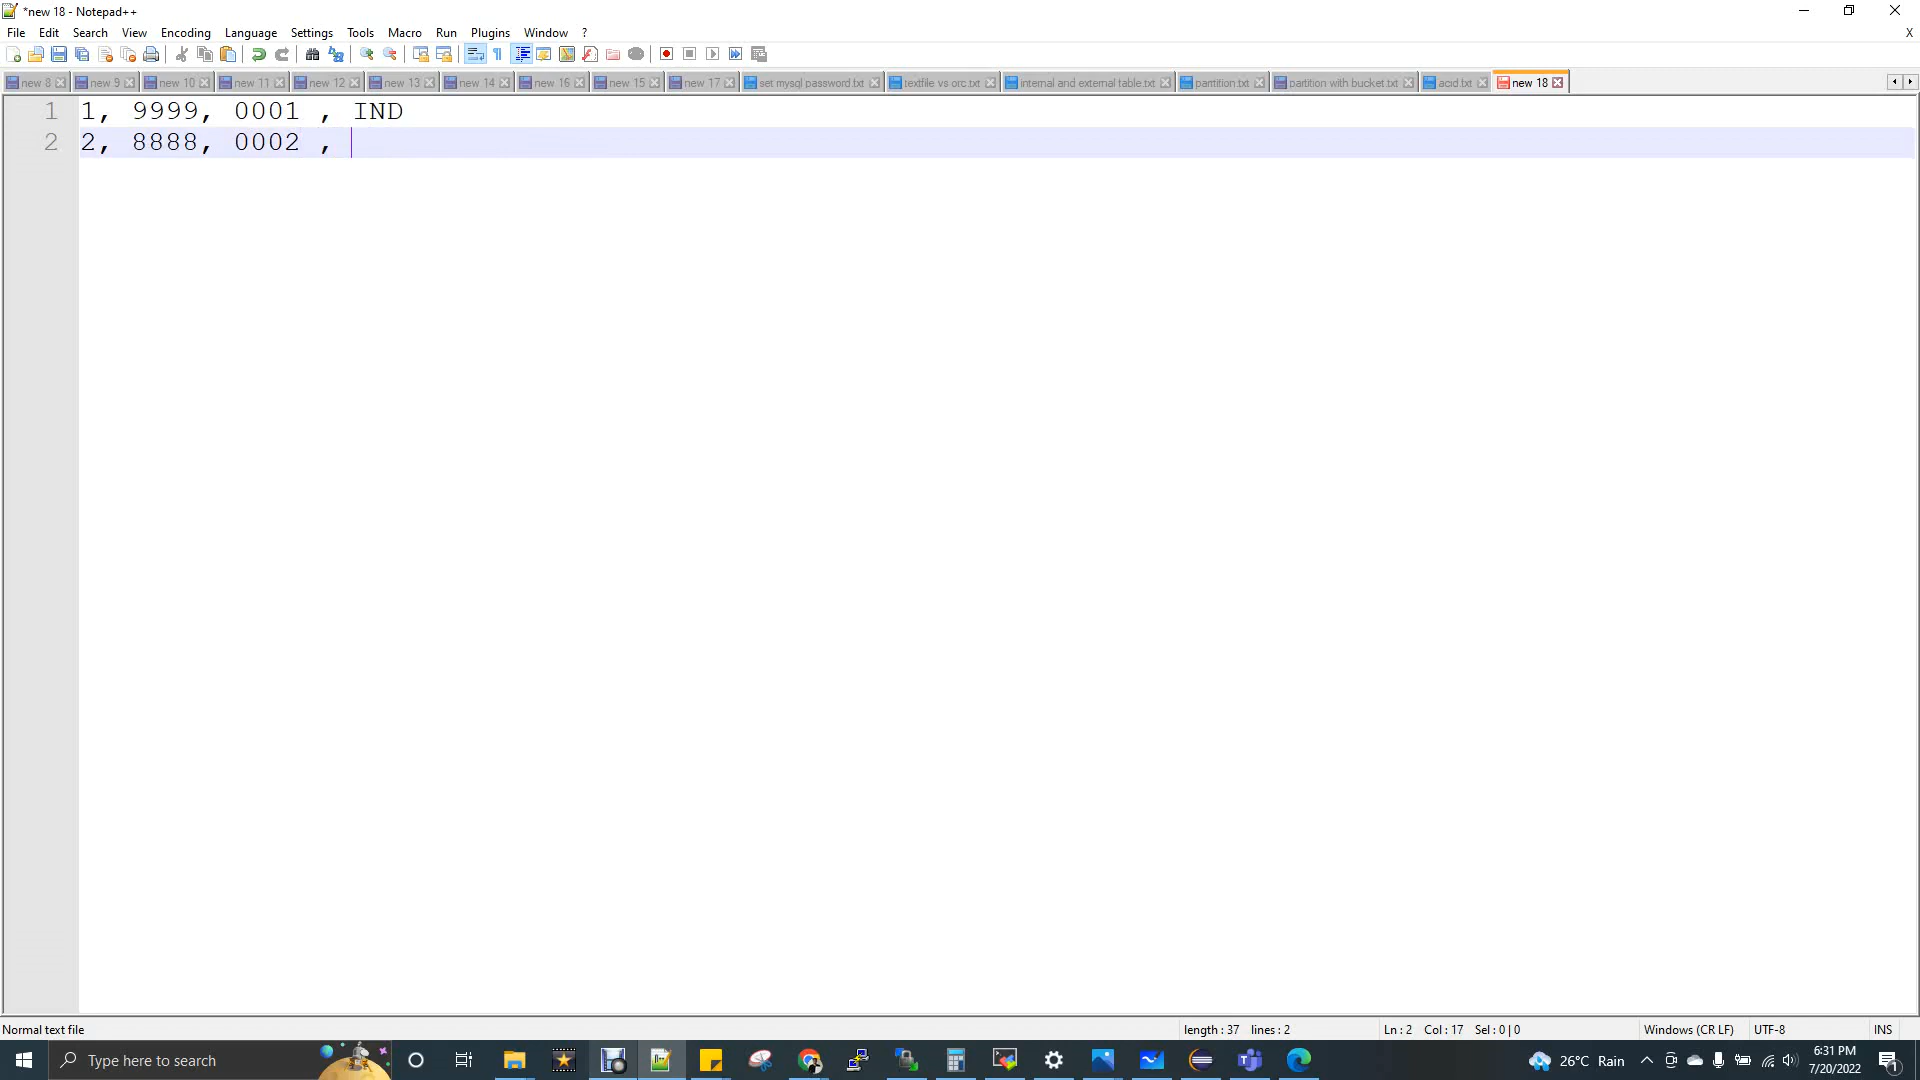 *new 18 - Notepad++
File Edit Search View Encoding Language Settings Tools Macro Run Plugins Window ? X
new 8 new 9 new 10 new 11 new 12 new 13 new 14 new 16 new 15 new 17 set mysql password.txt textfile vs orc.txt internal and external table.txt partition.txt partition with bucket.txt acid.txt new 18
1 1, 9999, 0001 , IND
2 2, 8888, 0002 ,
Normal text file length : 37 lines : 2 Ln : 2 Col : 17 Sel : 0 | 0 Windows (CR LF) UTF-8 INS
Type here to search 26°C Rain 6:31 PM
7/20/2022 1